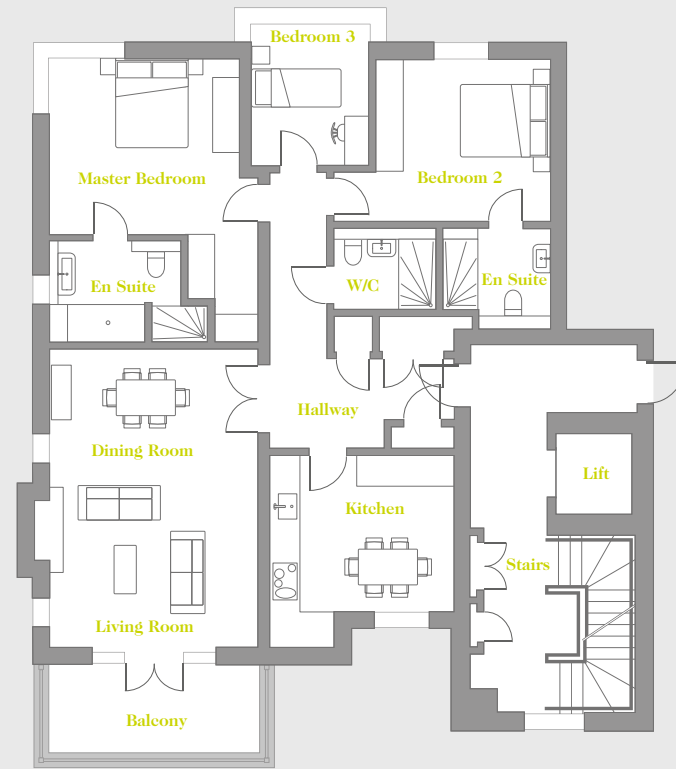 Bedroom 3
Master Bedroom
Bedroom 2
En Suite
W/C
En Suite
Hallway
Dining Room
Lift
Kitchen
Stairs
Living Room
Balcony